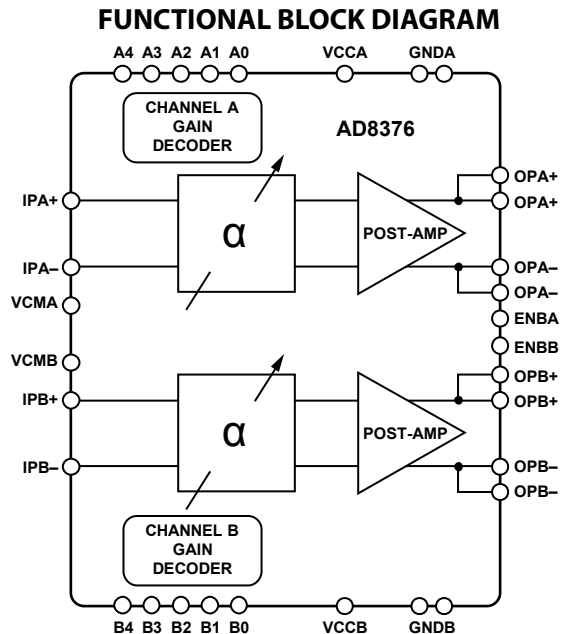 FUNCTIONAL BLOCK DIAGRAM
A4 A3 A2 A1 A0 VCCA GNDA
CHANNEL A
GAIN
DECODER
AD8376
IPA+
α
POST-AMP
OPA+
OPA+
IPA–
OPA–
OPA–
VCMA
ENBA
VCMB
ENBB
OPB+
IPB+
OPB+
α
POST-AMP
IPB–
OPB–
OPB–
CHANNEL B
GAIN
DECODER
B4 B3 B2 B1 B0 VCCB GNDB